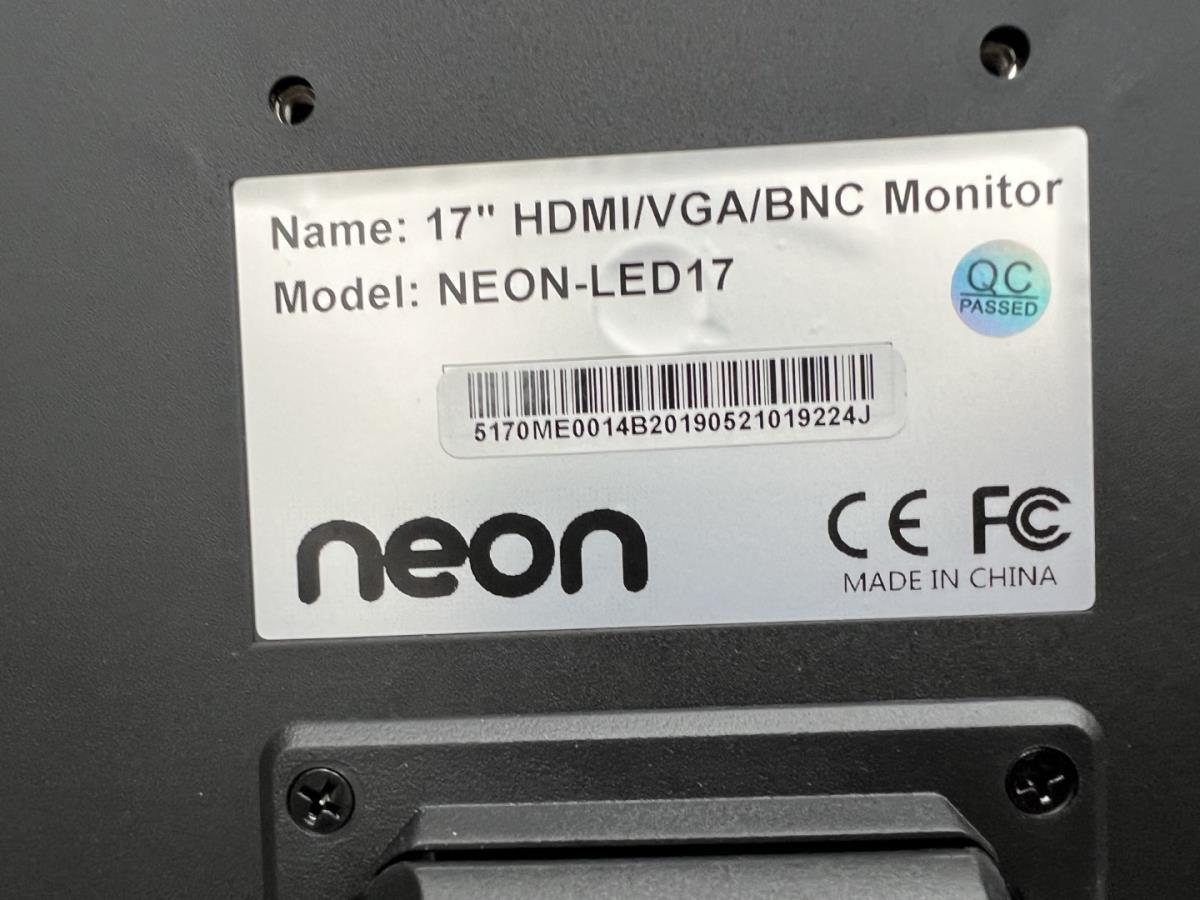 Name: 17" HDMI/VGA/BNC Monitor
Model: NEON-LED17
QC
PASSED
5170ME0014B20190521019224J
neon
CE FC
MADE IN CHINA